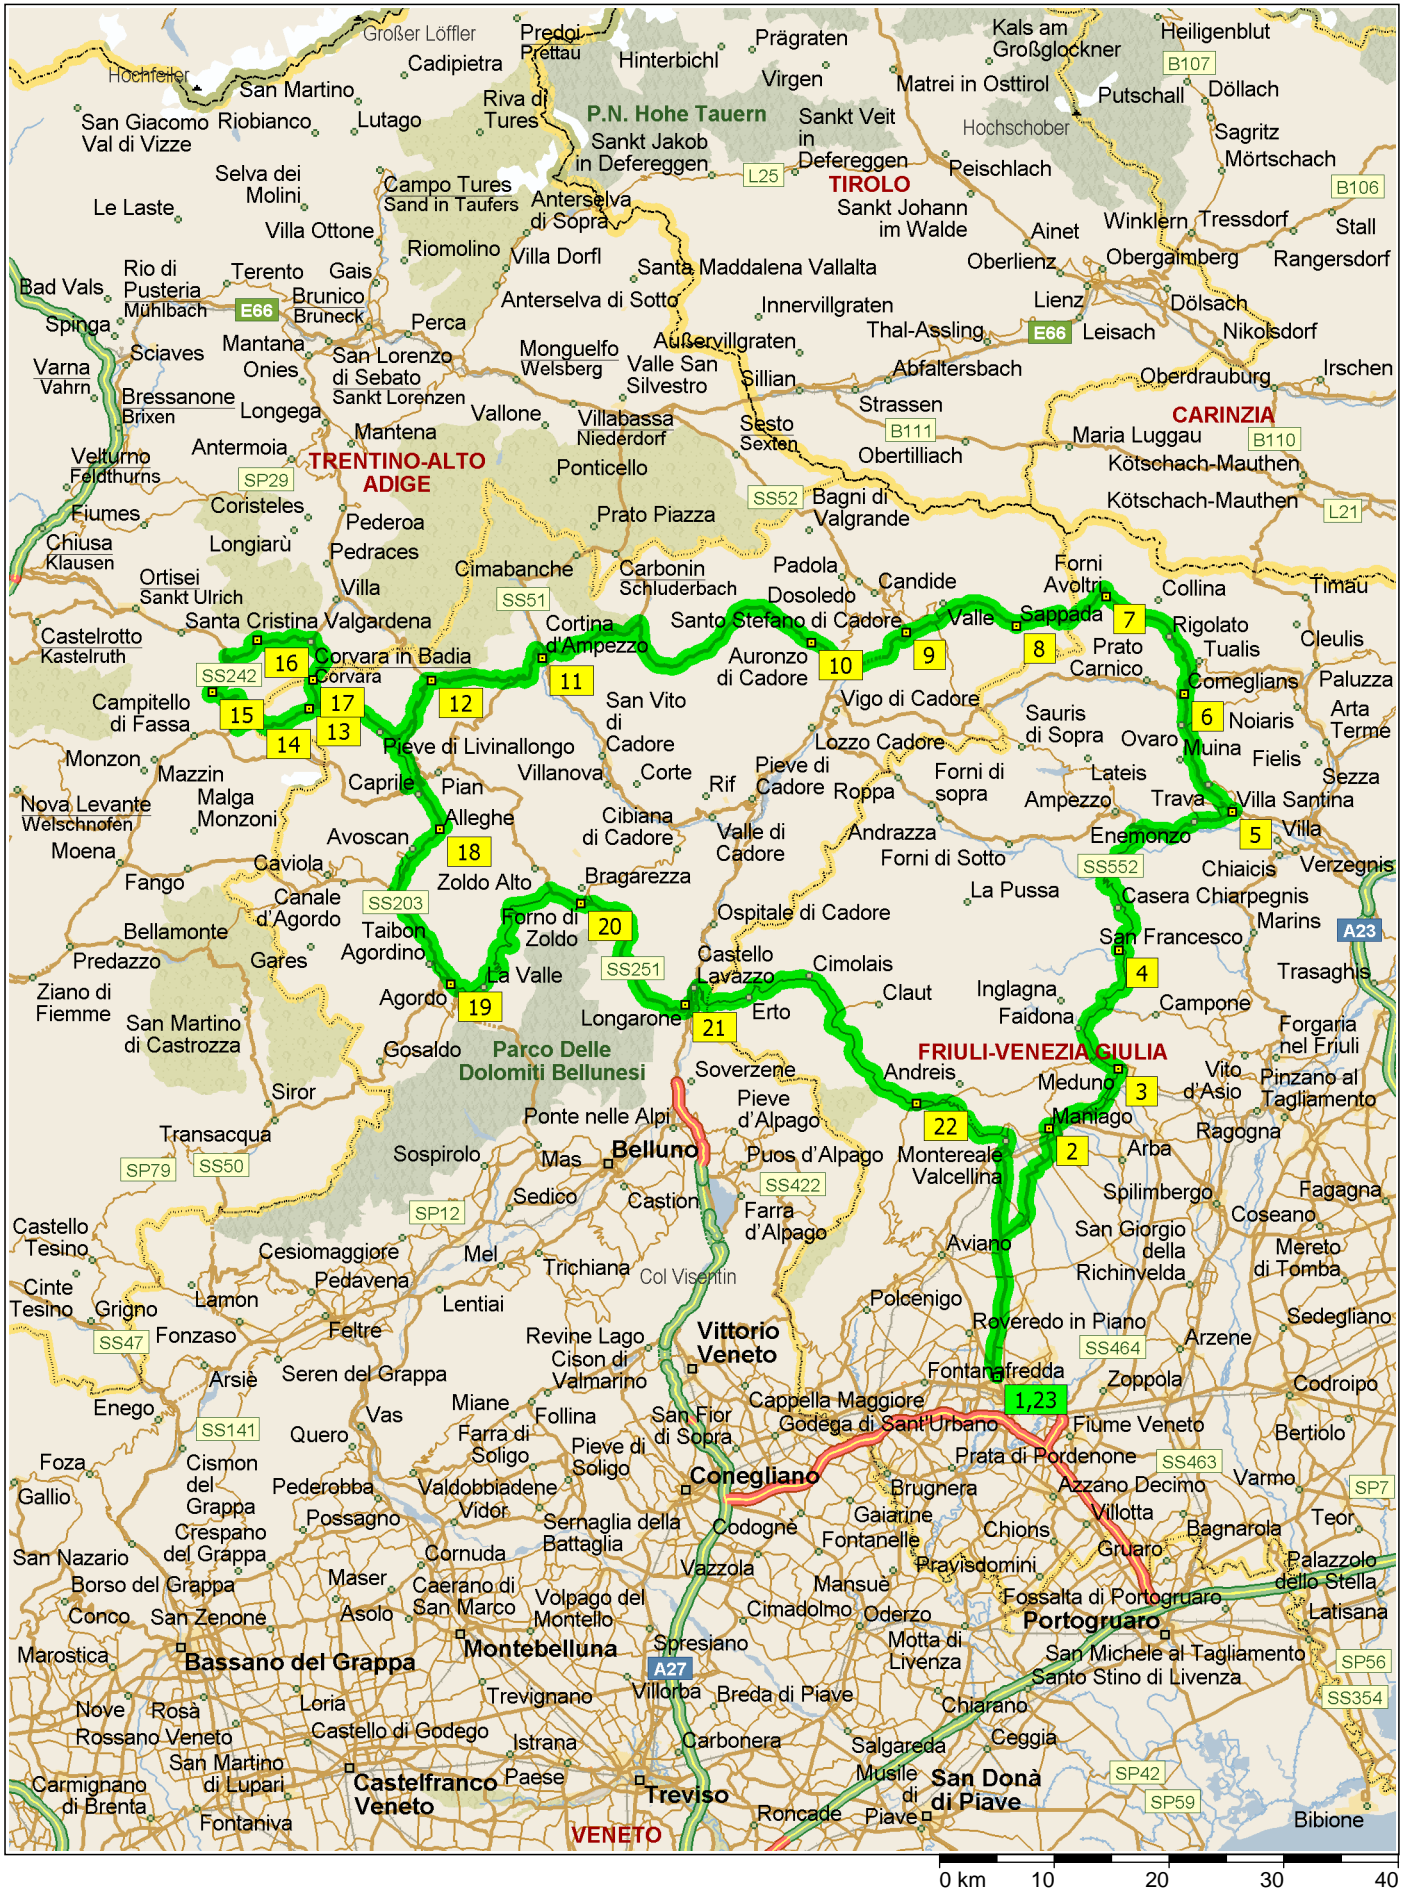 Großer Löffler
Predoi
Prettau
Hinterbichl
Prägraten
Kals am
Großglockner
Heiligenblut
B107
Hochfeiler
Cadipietra
San Martino
Virgen
Matrei in Osttirol
Putschall
Döllach
Riva di
Tures
P.N. Hohe Tauern
San Giacomo
Val di Vizze
Riobianco
Lutago
Sankt Jakob
in Defereggen
Sankt Veit
in
Defereggen
Hochschober
Sagritz
Mörtschach
L25
TIROLO
Peischlach
B106
Selva dei
Molini
Campo Tures
Sand in Taufers
Anterselva
di Sopra
Le Laste
Sankt Johann
im Walde
Villa Ottone
Ainet
Winklern
Tressdorf
Stall
Riomolino
Villa Dorfl
Santa Maddalena Vallalta
Oberlienz
Obergaimberg
Rangersdorf
Bad Vals
Rio di
Pusteria
Mühlbach
Terento
Gais
E66
Brunico
Bruneck
Anterselva di Sotto
Innervillgraten
Lienz
Dölsach
Spinga
Perca
Thal-Assling
E66
Leisach
Nikolsdorf
Sciaves
Mantana
Onies
San Lorenzo
di Sebato
Sankt Lorenzen
Monguelfo
Welsberg
Außervillgraten
Valle San
Silvestro
Sillian
Abfaltersbach
Oberdrauburg
Irschen
Varna
Vahrn
Bressanone
Brixen
Longega
Vallone
Villabassa
Niederdorf
Strassen
CARINZIA
Sesto
Sexten
B111
B110
Mantena
Maria Luggau
Antermoia
Obertilliach
Velturno
Feldthurns
TRENTINO-ALTO
ADIGE
SP29
Ponticello
Kötschach-Mauthen
SS52
Bagni di
Valgrande
Kötschach-Mauthen
L21
Fiumes
Coristeles
Pederoa
Prato Piazza
Chiusa
Klausen
Longiarù
Pedraces
Cimabanche
Carbonin
Schluderbach
Padola
Candide
Forni
Avoltri
Collina
Timau
Ortisei
Sankt Ulrich
Villa
SS51
Dosoledo
Santa Cristina Valgardena
Cortina
d'Ampezzo
Santo Stefano di Cadore
Valle
Sappada
7
Rigolato
Castelrotto
Kastelruth
Cleulis
16
Corvara in Badia
Corvara
SS242
11
Auronzo
di Cadore
10
9
8
Prato
Carnico
Tualis
Comeglians
Paluzza
Campitello
di Fassa
15
17
13
12
San Vito
di
Cadore
Vigo di Cadore
6
Noiaris
Arta
Terme
Sauris
di Sopra
14
Pieve di Livinallongo
Lozzo Cadore
Ovaro
Muina
Fielis
Monzon
Villanova
Corte
Pieve di
Cadore
Forni di
sopra
Lateis
Sezza
Mazzin
Caprile
Pian
Rif
Roppa
Nova Levante
Welschnofen
Malga
Monzoni
Ampezzo
Trava
Villa Santina
Alleghe
Cibiana
di Cadore
Valle di
Cadore
Andrazza
Enemonzo
5
Villa
Avoscan
18
Moena
Caviola
Forni di Sotto
SS552
Chiaicis
Verzegnis
Fango
Zoldo Alto
Bragarezza
La Pussa
Canale
d'Agordo
SS203
Casera Chiarpegnis
Bellamonte
Forno di
Zoldo
20
Ospitale di Cadore
Marins
A23
Taibon
Agordino
San Francesco
Predazzo
Gares
SS251
Castello
Lavazzo
Cimolais
4
Trasaghis
La Valle
Ziano di
Fiemme
Agordo
19
Longarone
21
Erto
Claut
Inglagna
Faidona
Campone
San Martino
di Castrozza
Forgaria
nel Friuli
Gosaldo
Parco Delle
Dolomiti Bellunesi
FRIULI-VENEZIA GIULIA
Soverzene
Andreis
Meduno
3
Vito
d'Asio
Pinzano al
Tagliamento
Siror
Ponte nelle Alpi
Pieve
d'Alpago
22
Maniago
2
Ragogna
Transacqua
Belluno
SP79
SS50
Sospirolo
Mas
Puos d'Alpago
Montereale
Valcellina
Arba
SS422
Castion
Sedico
SP12
Farra
d'Alpago
Spilimbergo
Fagagna
Castello
Tesino
Coseano
San Giorgio
della
Richinvelda
Mereto
di Tomba
Cesiomaggiore
Mel
Aviano
Trichiana
Col Visentin
Cinte
Tesino
Pedavena
Grigno
Lamon
Lentiai
Polcenigo
Sedegliano
SS47
Fonzaso
Feltre
Revine Lago
Vittorio
Veneto
Roveredo in Piano
SS464
Arzene
Cison di
Valmarino
Arsiè
Seren del Grappa
Fontanafredda
Zoppola
Codroipo
1,23
Enego
Miane
Cappella Maggiore
Vas
Follina
San Fior
di Sopra
Godega di Sant'Urbano
Fiume Veneto
SS141
Quero
Farra di
Soligo
Pieve di
Soligo
Bertiolo
Prata di Pordenone
SS463
Foza
Cismon
del
Grappa
Pederobba
Valdobbiadene
Conegliano
Azzano Decimo
Varmo
SP7
Gallio
Vidor
Brugnera
Possagno
Gaiarine
Villotta
Crespano
del Grappa
Sernaglia della
Battaglia
Codognè
Fontanelle
Chions
Bagnarola
Teor
Gruaro
San Nazario
Cornuda
Vazzola
Pravisdomini
Palazzolo
dello Stella
Borso del Grappa
Maser
Caerano di
San Marco
Mansuè
Volpago del
Montello
Fossalta di Portogruaro
Conco
San Zenone
Asolo
Cimadolmo
Oderzo
Portogruaro
Latisana
Marostica
Bassano del Grappa
Montebelluna
Spresiano
Motta di
Livenza
San Michele al Tagliamento
SP56
A27
Santo Stino di Livenza
Nove
Rosà
Loria
Trevignano
Villorba
Breda di Piave
Chiarano
SS354
Rossano Veneto
Castello di Godego
Istrana
Carbonera
Salgareda
Ceggia
San Martino
di Lupari
Castelfranco
Veneto
Paese
Treviso
Musile
di
Piave
San Donà
di Piave
SP42
SP59
Carmignano
di Brenta
Fontaniva
Roncade
Bibione
VENETO
0 km 10 20 30 40